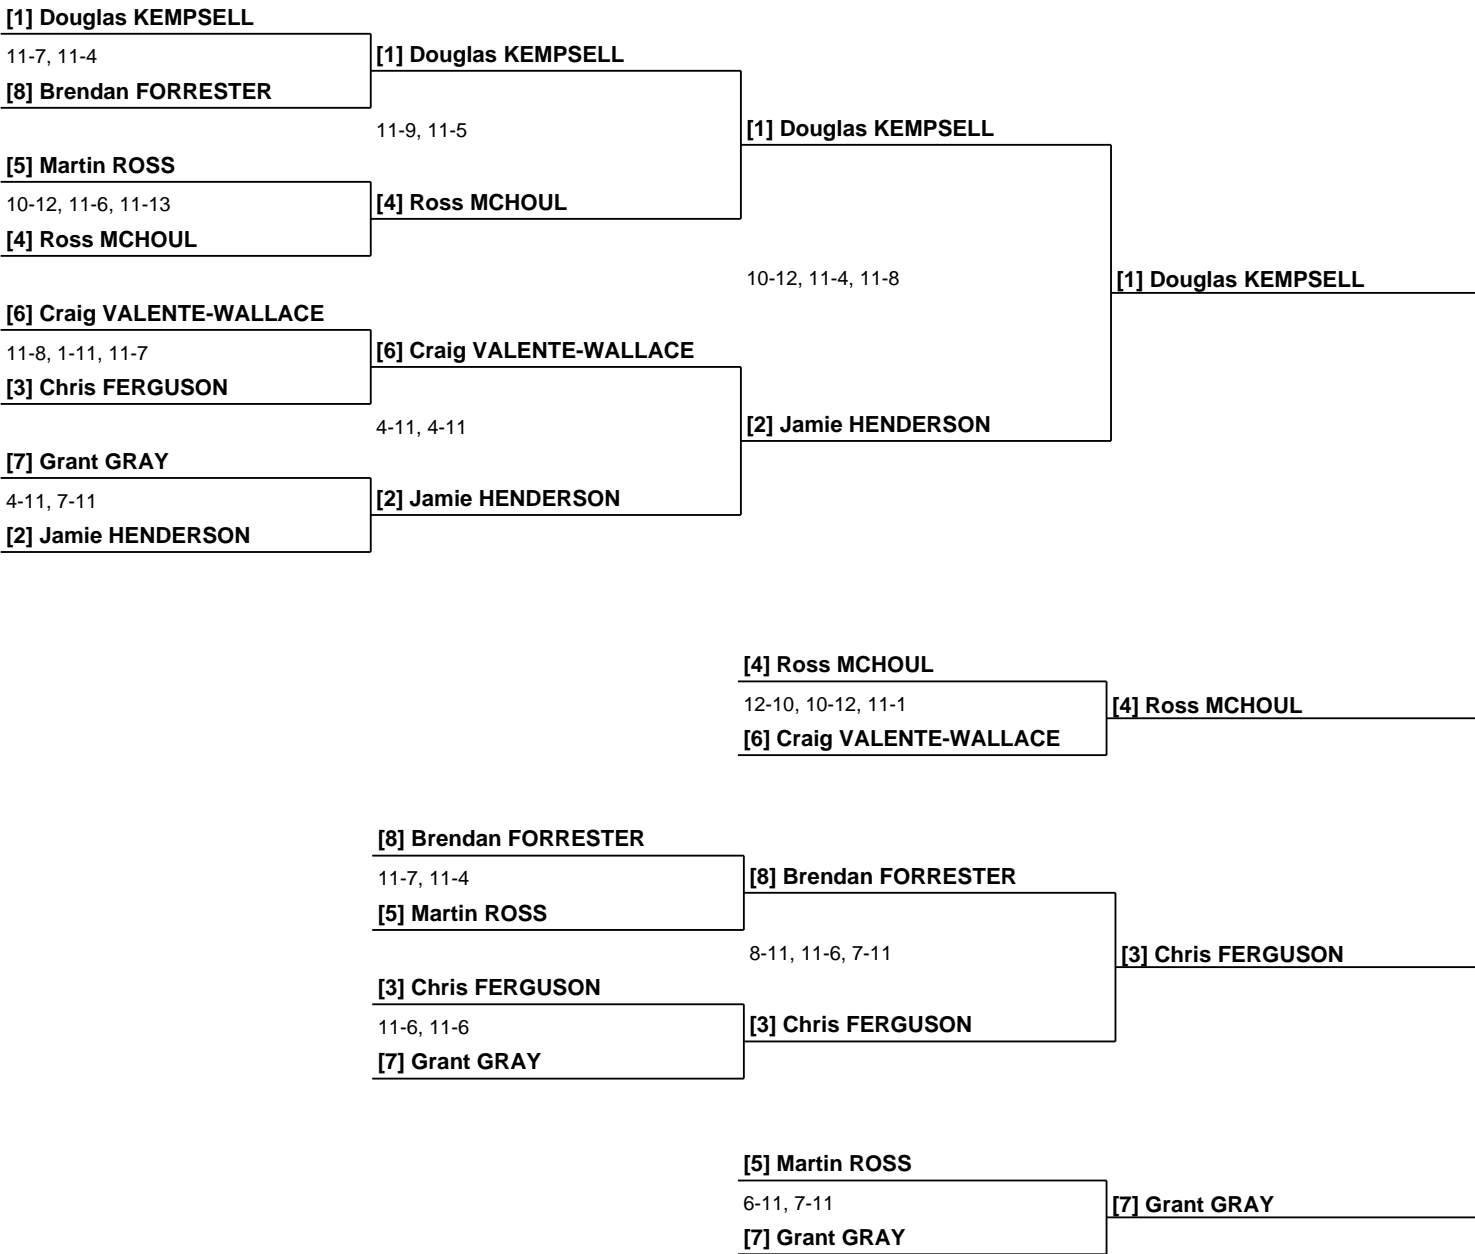 [1] Douglas KEMPSELL
11-7, 11-4
[8] Brendan FORRESTER
[1] Douglas KEMPSELL
11-9, 11-5
[5] Martin ROSS
10-12, 11-6, 11-13
[4] Ross MCHOUL
[4] Ross MCHOUL
[1] Douglas KEMPSELL
10-12, 11-4, 11-8
[1] Douglas KEMPSELL
[6] Craig VALENTE-WALLACE
11-8, 1-11, 11-7
[3] Chris FERGUSON
[6] Craig VALENTE-WALLACE
4-11, 4-11
[2] Jamie HENDERSON
[7] Grant GRAY
4-11, 7-11
[2] Jamie HENDERSON
[2] Jamie HENDERSON
[4] Ross MCHOUL
12-10, 10-12, 11-1
[6] Craig VALENTE-WALLACE
[4] Ross MCHOUL
[8] Brendan FORRESTER
11-7, 11-4
[5] Martin ROSS
[8] Brendan FORRESTER
8-11, 11-6, 7-11
[3] Chris FERGUSON
[3] Chris FERGUSON
11-6, 11-6
[7] Grant GRAY
[3] Chris FERGUSON
[5] Martin ROSS
6-11, 7-11
[7] Grant GRAY
[7] Grant GRAY